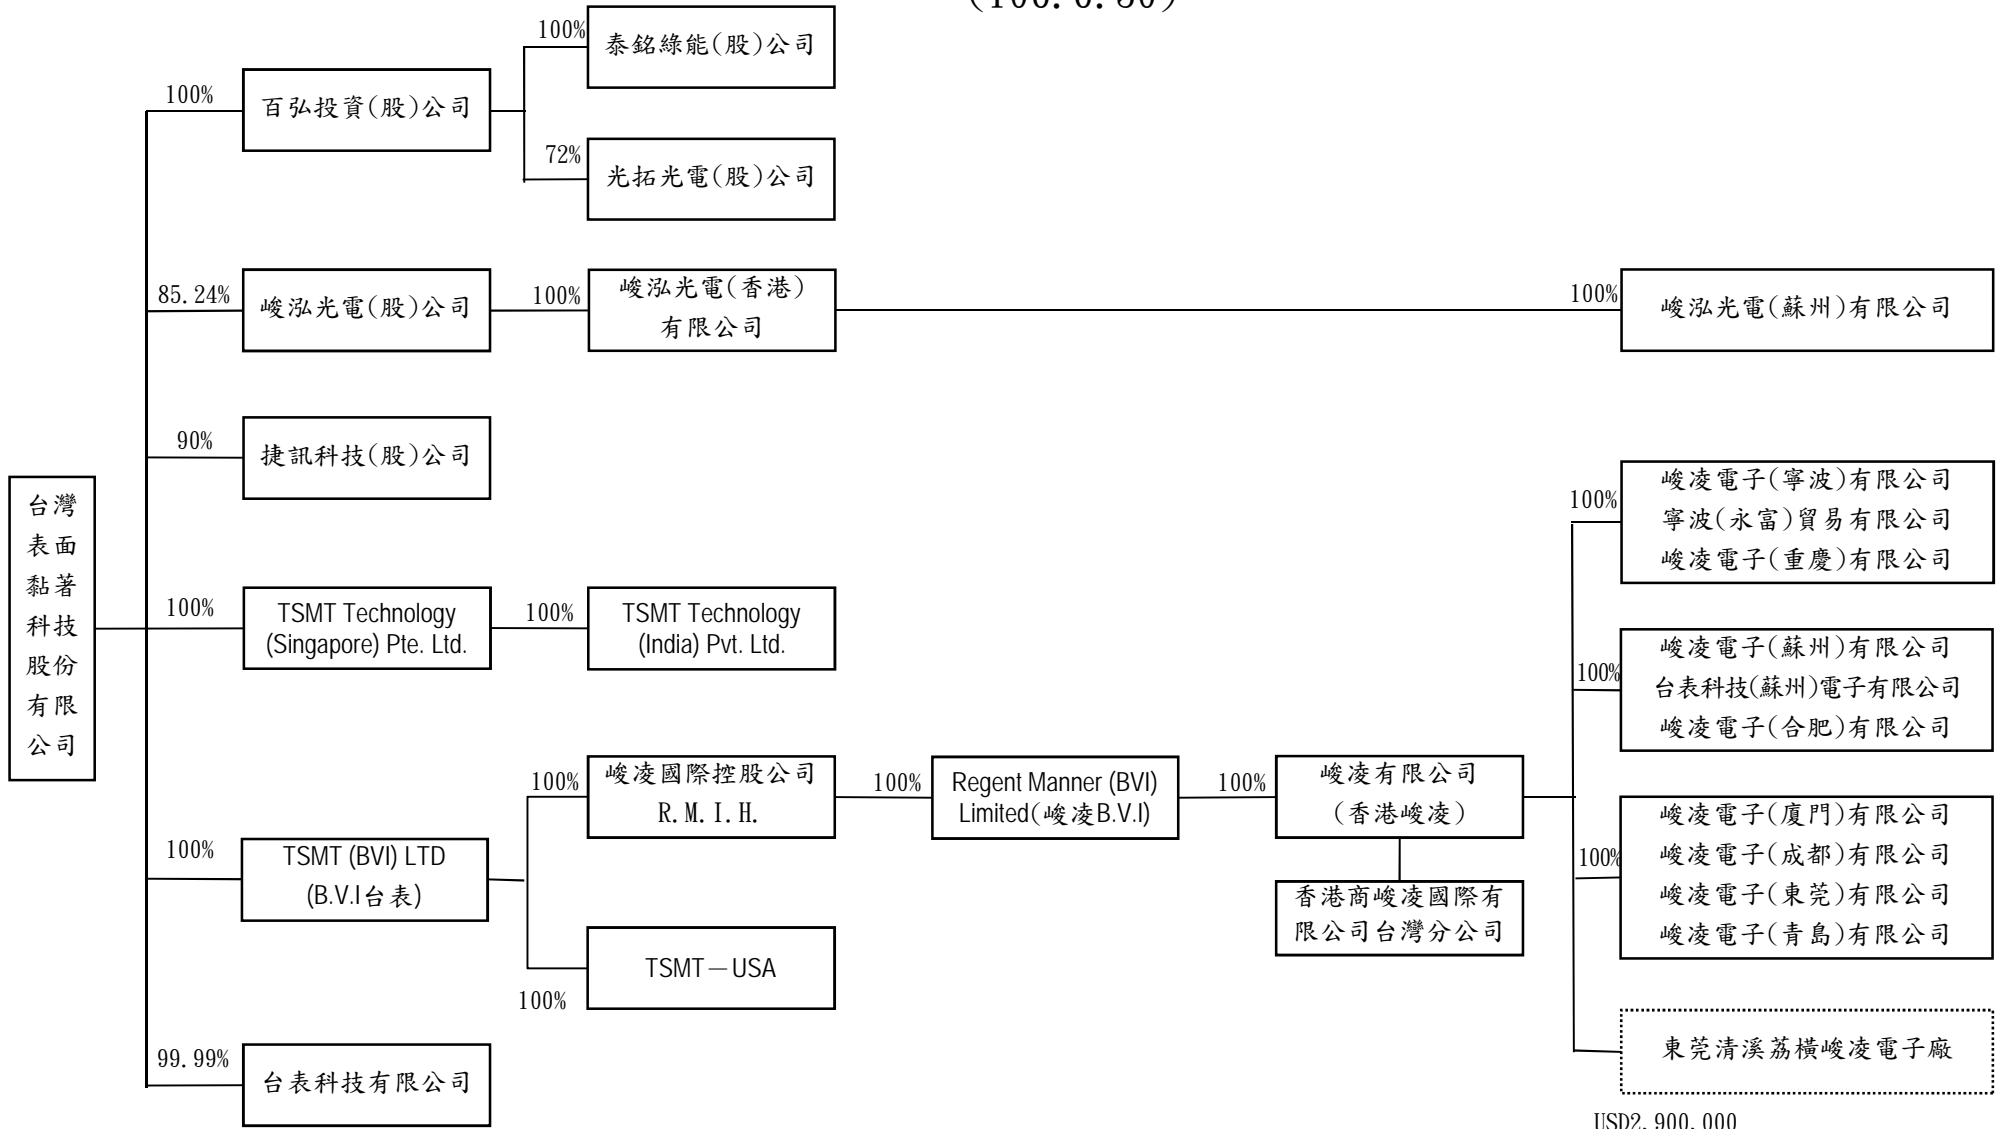 (100.6.30)
100%
泰銘綠能(股)公司
100%
百弘投資(股)公司
72%
光拓光電(股)公司
85.24%
峻泓光電(股)公司
100%
峻泓光電(香港)
有限公司
100%
峻泓光電(蘇州)有限公司
90%
捷訊科技(股)公司
台灣
表面
黏著
科技
股份
有限
公司
100%
TSMT Technology
(Singapore) Pte. Ltd.
100%
TSMT Technology
(India) Pvt. Ltd.
100%
峻凌電子(寧波)有限公司
寧波(永富)貿易有限公司
峻凌電子(重慶)有限公司
100%
峻凌電子(蘇州)有限公司
台表科技(蘇州)電子有限公司
峻凌電子(合肥)有限公司
100%
TSMT (BVI) LTD
(B.V.I台表)
100%
峻凌國際控股公司
R.M.I.H.
100%
Regent Manner (BVI)
Limited(峻凌B.V.I)
100%
峻凌有限公司
(香港峻凌)
香港商峻凌國際有
限公司台灣分公司
100%
峻凌電子(廈門)有限公司
峻凌電子(成都)有限公司
峻凌電子(東莞)有限公司
峻凌電子(青島)有限公司
TSMT－USA
100%
99.99%
台表科技有限公司
東莞清溪荔橫峻凌電子廠
USD2,900,000